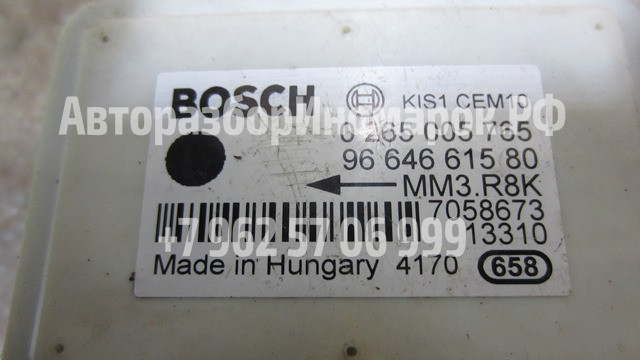 BOSCH KIS1 CEM10
АвторазборИномарок.РФ
0 265 005 765
96 646 615 80
MM3.R8K
7058673
+7 962 57 06 999
13310
Made in Hungary 4170 658